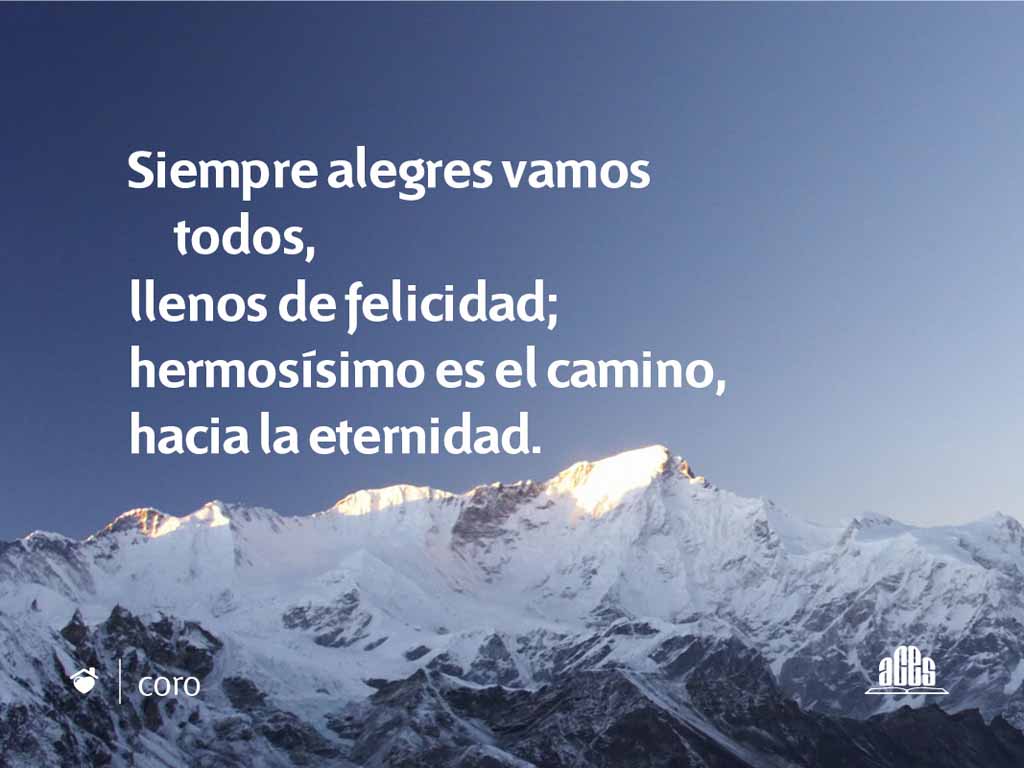 Siempre alegres vamos
todos,
llenos de felicidad;
hermosísimo es el camino,
hacia la eternidad.
coro
aces